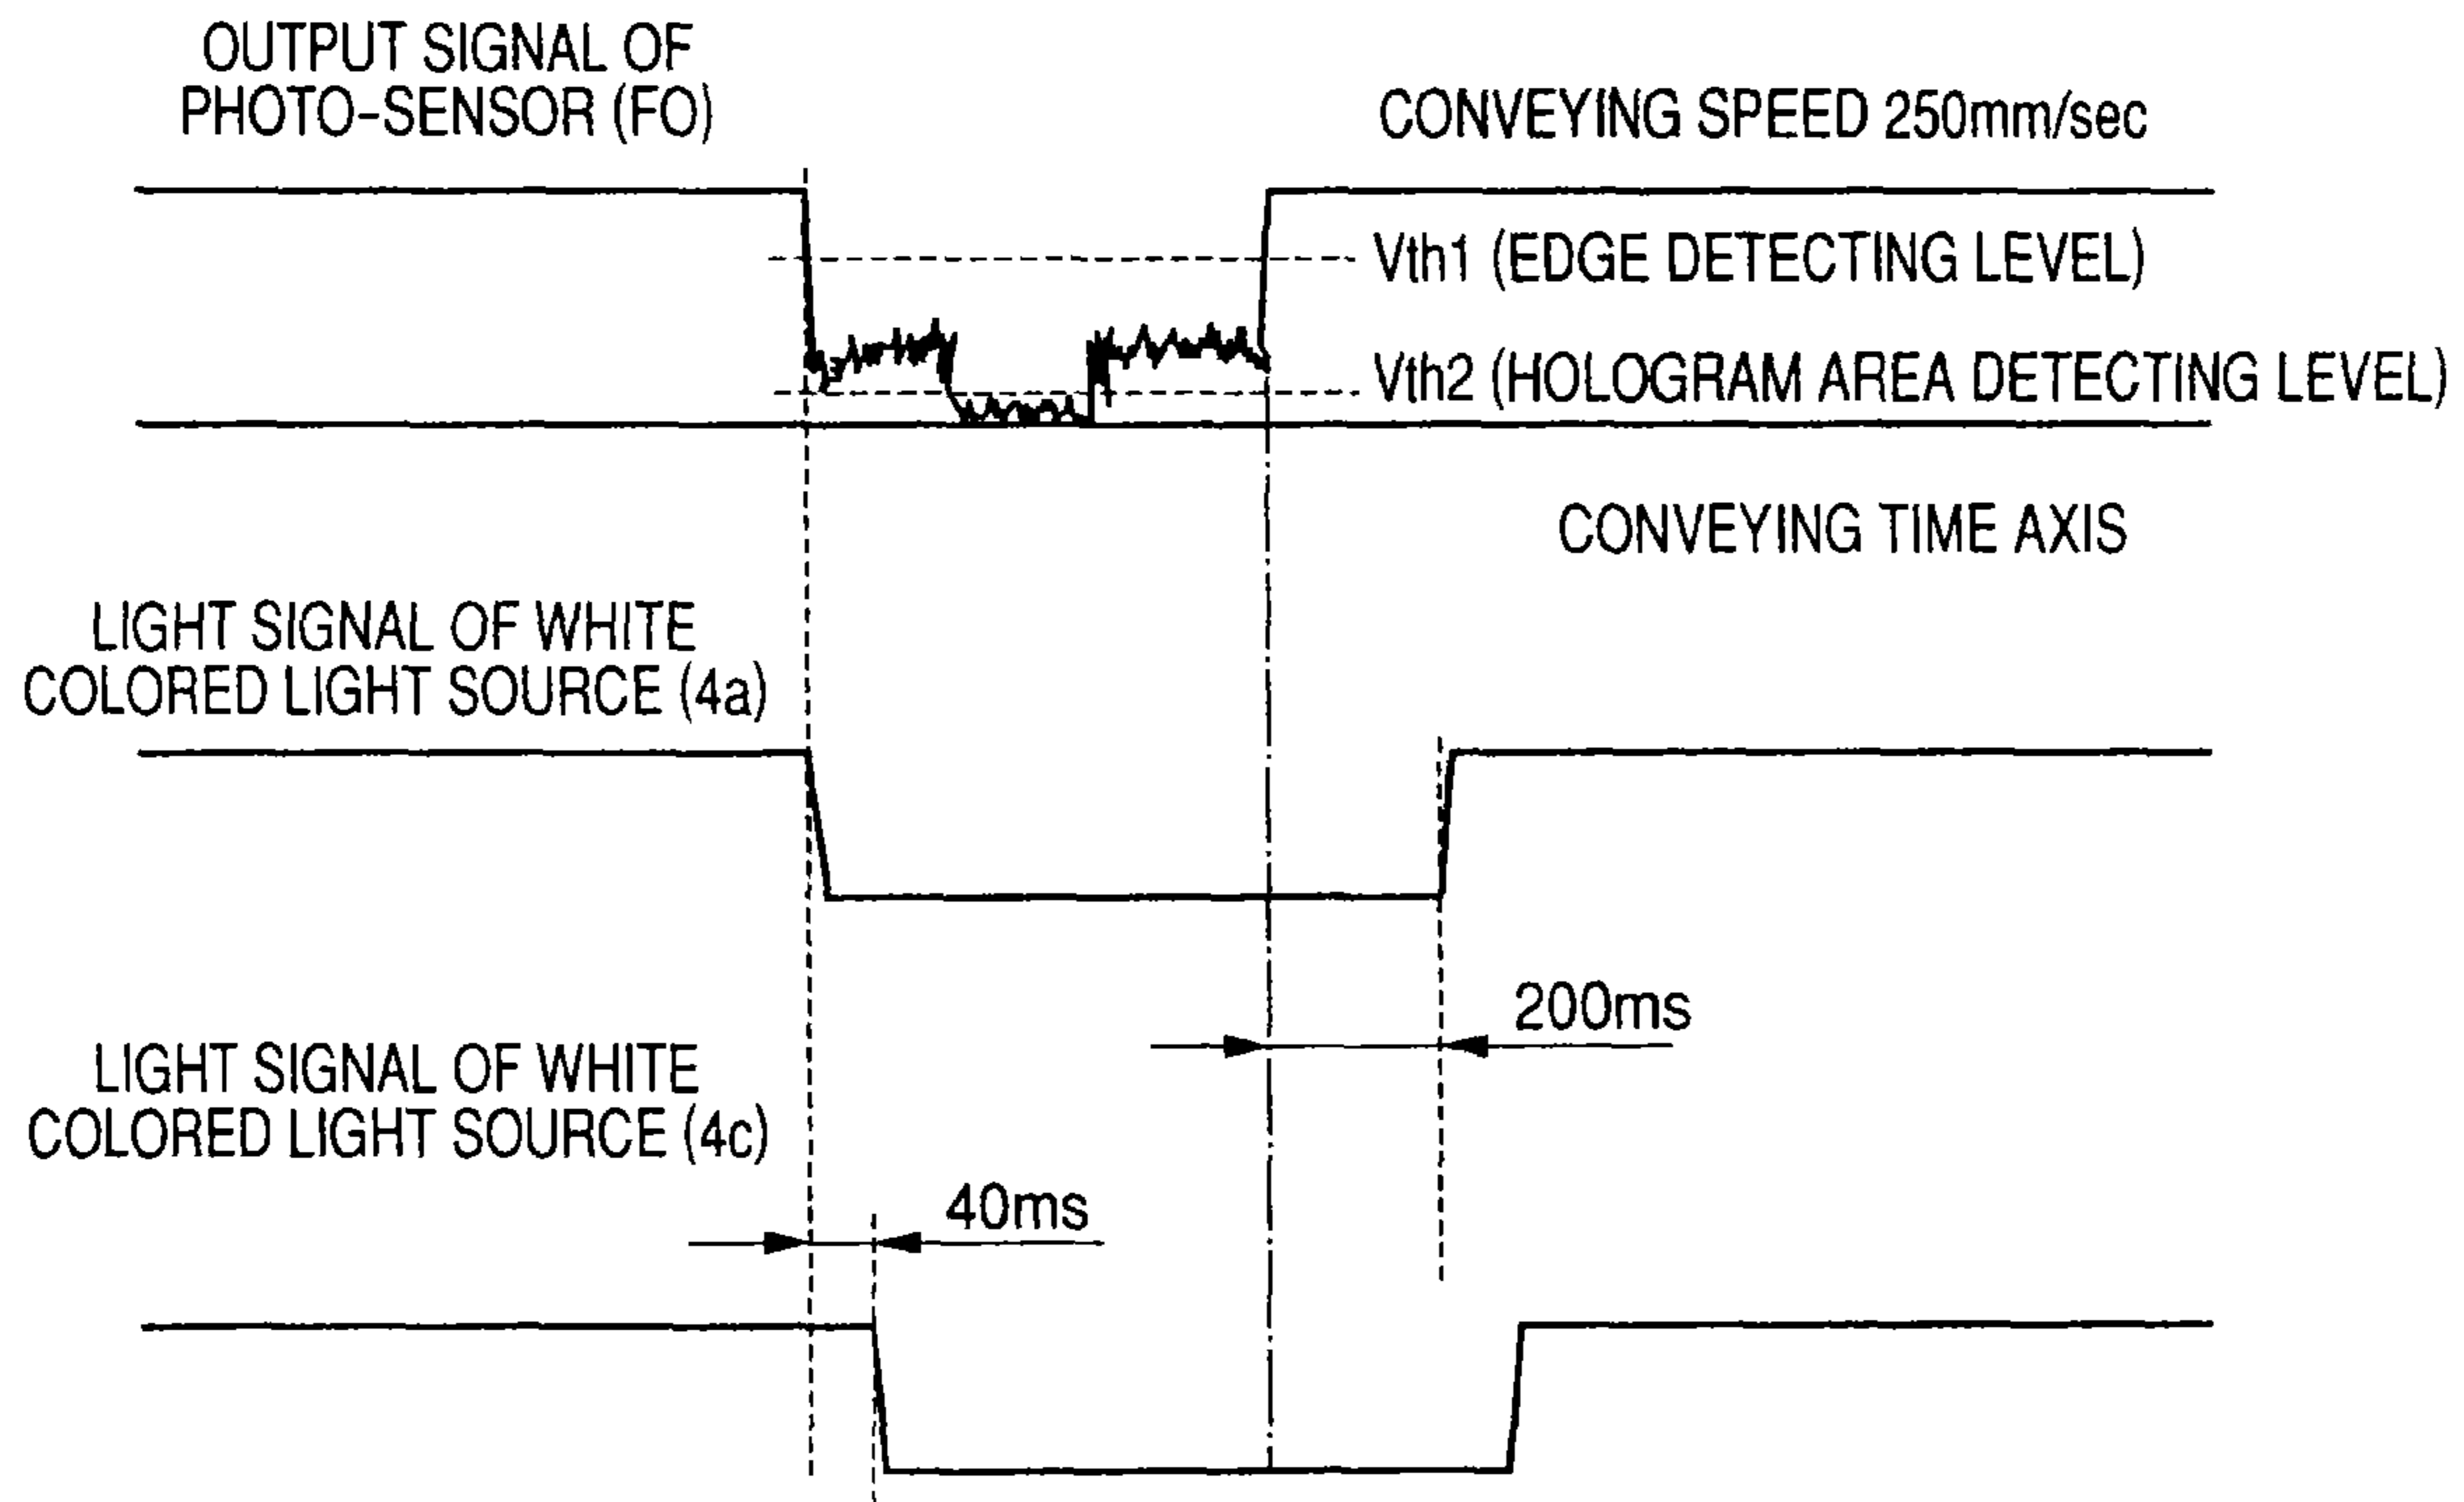 OUTPUT SIGNAL OF
PHOTO-SENSOR (FO)
CONVEYING SPEED 250mm/sec
Vth1 (EDGE DETECTING LEVEL)
Vth2 (HOLOGRAM AREA DETECTING LEVEL)
CONVEYING TIME AXIS
LIGHT SIGNAL OF WHITE
COLORED LIGHT SOURCE (4a)
200ms
LIGHT SIGNAL OF WHITE
COLORED LIGHT SOURCE (4c)
40ms